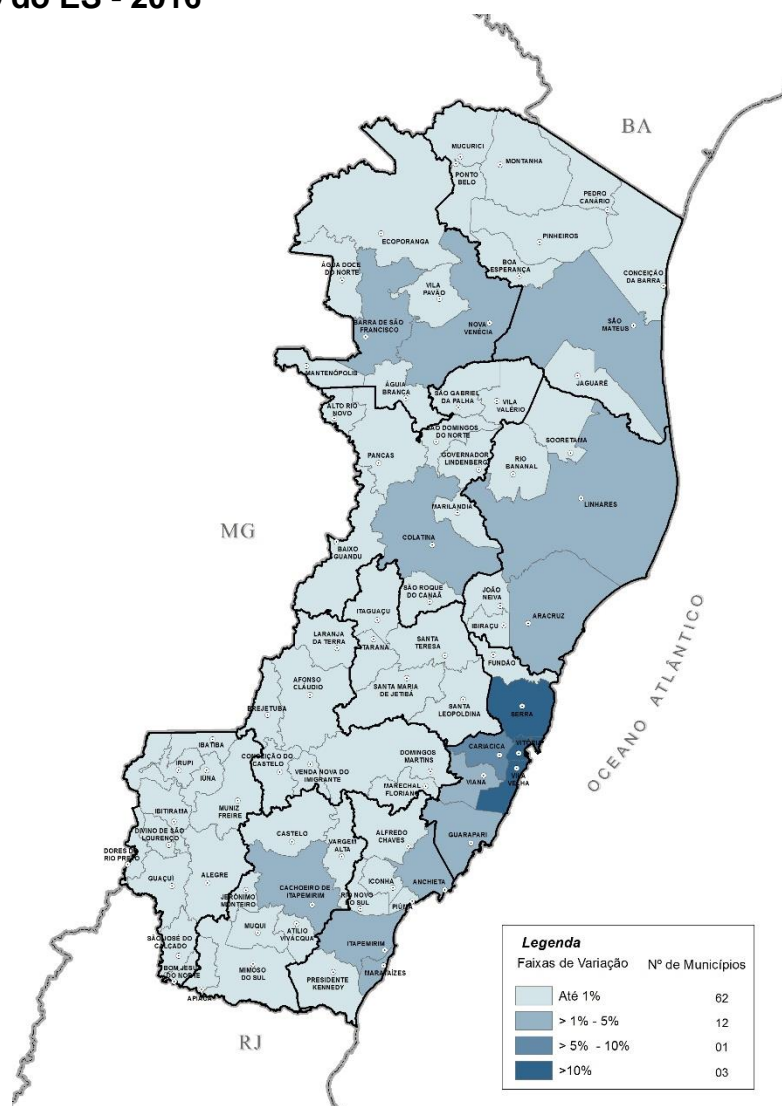 do ES - 2016
BA
MUCURICI
MONTANHA
PONTO
BELO
PEDRO
CANÁRIO
PINHEIROS
ECOPORANGA
ÁGUA DOCE
DO NORTE
BOA
ESPERANÇA
CONCEIÇÃO
DA BARRA
VILA
PAVÃO
BARRA DE SÃO
FRANCISCO
NOVA
VENÉCIA
SÃO
MATEUS
MANTENÓPOLIS
ÁGUIA
BRANCA
SÃO GABRIEL
DA PALHA
VILA
VALÉRIO
JAGUARÉ
ALTO RIO
NOVO
SÃO DOMINGOS
DO NORTE
SOORETAMA
PANCAS
GOVERNADOR
LINDENBERG
RIO
BANANAL
LINHARES
MG
MARILÂNDIA
COLATINA
BAIXO
GUANDU
SÃO ROQUE
DO CANAÃ
JOÃO
NEIVA
ITAGUAÇU
IBIRAÇU
ARACRUZ
LARANJA
DA TERRA
ITARANA
SANTA
TERESA
FUNDÃO
OCEANO ATLÂNTICO
AFONSO
CLÁUDIO
SANTA MARIA
DE JETIBÁ
SANTA
LEOPOLDINA
BREJETUBA
SERRA
IBATIBA
CARIACICA
VITÓRIA
IRUPI
IÚNA
CONCEIÇÃO DO
CASTELO
VENDA NOVA DO
IMIGRANTE
DOMINGOS
MARTINS
VIANA
VILA
VELHA
MARECHAL
FLORIANO
IBITIRAMA
MUNIZ
FREIRE
DIVINO DE SÃO
LOURENÇO
CASTELO
VARGEM
ALTA
ALFREDO
CHAVES
GUARAPARI
DORES DO
RIO PRETO
GUAÇUÍ
ALEGRE
CACHOEIRO DE
ITAPEMIRIM
ICONHA
ANCHIETA
JERÔNIMO
MONTEIRO
RIO NOVO
DO SUL
PIÚMA
MUQUI
ATILIO
VIVACQUA
SÃO JOSÉ DO
CALÇADO
ITAPEMIRIM
BOM JESUS
DO NORTE
MIMOSO
DO SUL
PRESIDENTE
KENNEDY
MARATAÍZES
APIACÁ
RJ
Legenda
Faixas de Variação Nº de Municípios
Até 1% 62
> 1% - 5% 12
> 5% - 10% 01
>10% 03